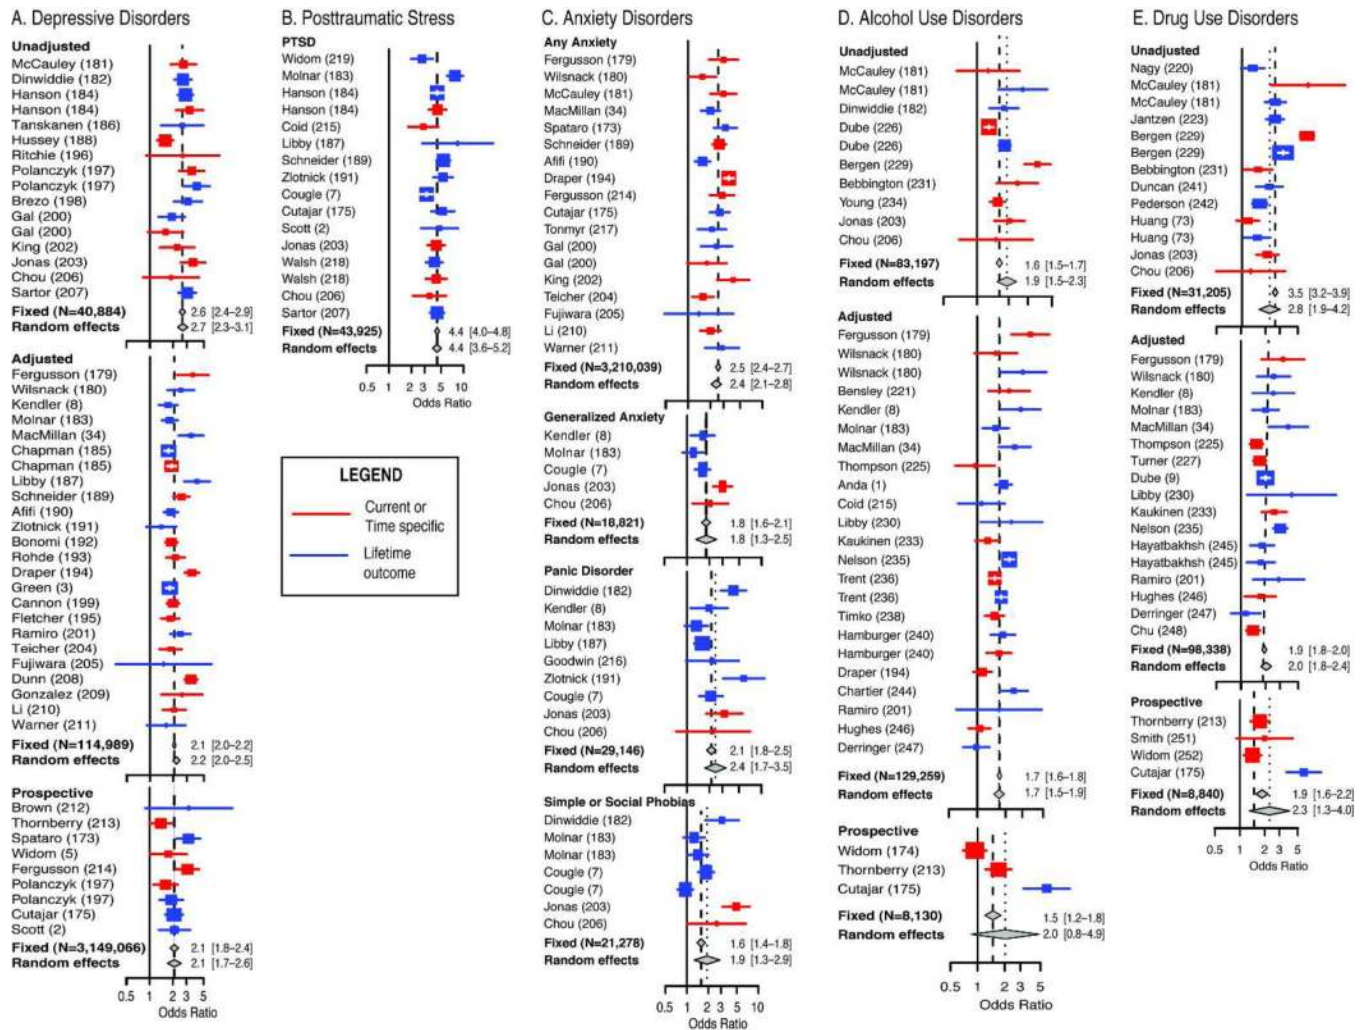 A. Depressive Disorders
Unadjusted
McCauley (181)
Dinwiddie (182)
Hanson (184)
Hanson (184)
Tanskanen (186)
Hussey (188)
Ritchie (196)
Polanczyk (197)
Polanczyk (197)
Brezo (198)
Gal (200)
Gal (200)
King (202)
Jonas (203)
Chou (206)
Sartor (207)
Fixed (N=40,884) 2.6 [2.4–2.9]
Random effects 2.7 [2.3–3.1]
Adjusted
Fergusson (179)
Wilsnack (180)
Kendler (8)
Molnar (183)
MacMillan (34)
Chapman (185)
Chapman (185)
Libby (187)
Schneider (189)
Afifi (190)
Zlotnick (191)
Bonomi (192)
Rohde (193)
Draper (194)
Green (3)
Cannon (199)
Fletcher (195)
Ramiro (201)
Teicher (204)
Fujiwara (205)
Dunn (208)
Gonzalez (209)
Li (210)
Warner (211)
Fixed (N=114,989) 2.1 [2.0–2.2]
Random effects 2.2 [2.0–2.5]
Prospective
Brown (212)
Thornberry (213)
Spataro (173)
Widom (5)
Fergusson (214)
Polanczyk (197)
Polanczyk (197)
Cutajar (175)
Scott (2)
Fixed (N=3,149,066) 2.1 [1.8–2.4]
Random effects 2.1 [1.7–2.6]
0.5 1 2 3 5
Odds Ratio
B. Posttraumatic Stress
PTSD
Widom (219)
Molnar (183)
Hanson (184)
Hanson (184)
Coid (215)
Libby (187)
Schneider (189)
Zlotnick (191)
Cougle (7)
Cutajar (175)
Scott (2)
Jonas (203)
Walsh (218)
Walsh (218)
Chou (206)
Sartor (207)
Fixed (N=43,925) 4.4 [4.0–4.8]
Random effects 4.4 [3.6–5.2]
0.5 1 2 3 5 10
Odds Ratio
LEGEND
Current or
Time specific
Lifetime
outcome
C. Anxiety Disorders
Any Anxiety
Fergusson (179)
Wilsnack (180)
McCauley (181)
MacMillan (34)
Spataro (173)
Schneider (189)
Afifi (190)
Draper (194)
Fergusson (214)
Cutajar (175)
Tonmyr (217)
Gal (200)
Gal (200)
King (202)
Teicher (204)
Fujiwara (205)
Li (210)
Warner (211)
Fixed (N=3,210,039) 2.5 [2.4–2.7]
Random effects 2.4 [2.1–2.8]
Generalized Anxiety
Kendler (8)
Molnar (183)
Cougle (7)
Jonas (203)
Chou (206)
Fixed (N=18,821) 1.8 [1.6–2.1]
Random effects 1.8 [1.3–2.5]
Panic Disorder
Dinwiddie (182)
Kendler (8)
Molnar (183)
Libby (187)
Goodwin (216)
Zlotnick (191)
Cougle (7)
Jonas (203)
Chou (206)
Fixed (N=29,146) 2.1 [1.8–2.5]
Random effects 2.4 [1.7–3.5]
Simple or Social Phobias
Dinwiddie (182)
Molnar (183)
Molnar (183)
Cougle (7)
Cougle (7)
Jonas (203)
Chou (206)
Fixed (N=21,278) 1.6 [1.4–1.8]
Random effects 1.9 [1.3–2.9]
0.5 1 2 3 5 10
Odds Ratio
D. Alcohol Use Disorders
Unadjusted
McCauley (181)
McCauley (181)
Dinwiddie (182)
Dube (226)
Dube (226)
Bergen (229)
Bebbington (231)
Young (234)
Jonas (203)
Chou (206)
Fixed (N=83,197) 1.6 [1.5–1.7]
Random effects 1.9 [1.5–2.3]
Adjusted
Fergusson (179)
Wilsnack (180)
Wilsnack (180)
Bensley (221)
Kendler (8)
Molnar (183)
MacMillan (34)
Thompson (225)
Anda (1)
Coid (215)
Libby (230)
Kaukinen (233)
Nelson (235)
Trent (236)
Trent (236)
Timko (238)
Hamburger (240)
Hamburger (240)
Draper (194)
Chartier (244)
Ramiro (201)
Hughes (246)
Derringer (247)
Fixed (N=129,259) 1.7 [1.6–1.8]
Random effects 1.7 [1.5–1.9]
Prospective
Widom (174)
Thornberry (213)
Cutajar (175)
Fixed (N=8,130) 1.5 [1.2–1.8]
Random effects 2.0 [0.8–4.9]
0.5 1 2 3 5
Odds Ratio
E. Drug Use Disorders
Unadjusted
Nagy (220)
McCauley (181)
McCauley (181)
Jantzen (223)
Bergen (229)
Bergen (229)
Bebbington (231)
Duncan (241)
Pederson (242)
Huang (73)
Huang (73)
Jonas (203)
Chou (206)
Fixed (N=31,205) 3.5 [3.2–3.9]
Random effects 2.8 [1.9–4.2]
Adjusted
Fergusson (179)
Wilsnack (180)
Kendler (8)
Molnar (183)
MacMillan (34)
Thompson (225)
Turner (227)
Dube (9)
Libby (230)
Kaukinen (233)
Nelson (235)
Hayatbakhsh (245)
Hayatbakhsh (245)
Ramiro (201)
Hughes (246)
Derringer (247)
Chu (248)
Fixed (N=98,338) 1.9 [1.8–2.0]
Random effects 2.0 [1.8–2.4]
Prospective
Thornberry (213)
Smith (251)
Widom (252)
Cutajar (175)
Fixed (N=8,840) 1.9 [1.6–2.2]
Random effects 2.3 [1.3–4.0]
0.5 1 2 3 5
Odds Ratio